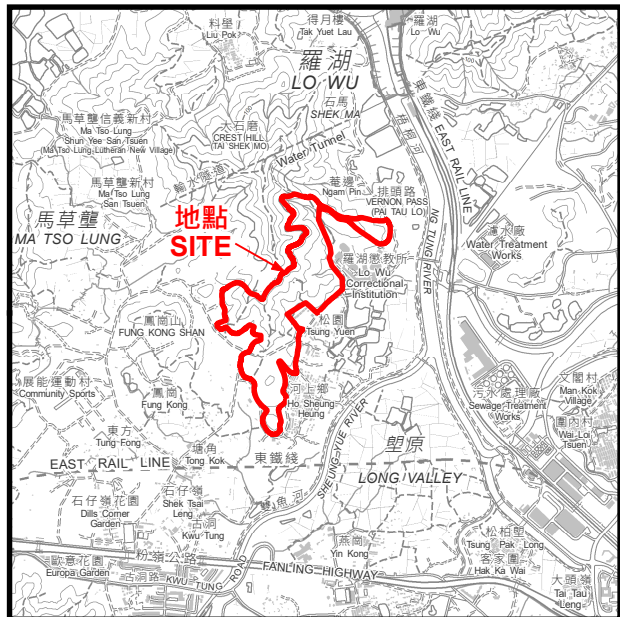 料壆
Liu Pok
得月樓
Tak Yuet Lau
羅湖
Lo Wu
羅湖
LO WU
石馬
SHEK MA
馬草壟信義新村
Ma Tso Lung
Shun Yee San Tsuen
(Ma Tso Lung Lutheran New Village)
大石磨
CREST HILL
(TAI SHEK MO)
輸水隧道
Water Tunnel
東鐵綫 EAST RAIL LINE
梧桐河
NG TUNG RIVER
馬草壟新村
Ma Tso Lung
San Tsuen
菴邊
Ngam Pin
排頭路
VERNON PASS
(PAI TAU LO)
馬草壟
MA TSO LUNG
地點
SITE
濾水廠
Water Treatment
Works
羅湖懲教所
Lo Wu
Correctional
Institution
鳳崗山
FUNG KONG SHAN
松園
Tsung Yuen
展能運動村
Community Sports
鳳崗
Fung Kong
河上鄉
Ho Sheung
Heung
污水處理廠
Sewage Treatment
Works
文閣村
Man Kok
Village
圍內村
Wai Loi
Tsuen
東方
Tung Fong
塘角
Tong Kok
東鐵綫
EAST RAIL LINE
SHEUNG YUE RIVER
雙魚河
塱原
LONG VALLEY
石仔嶺花園
Dills Corner
Garden
石仔嶺
Shek Tsai
Leng
古洞
Kwu Tung
燕崗
Yin Kong
松柏塱
Tsung Pak Long
客家圍
Hak Ka Wai
歐意花園
Europa Garden
粉嶺公路
FANLING HIGHWAY
古洞路 KWU TUNG ROAD
大頭嶺
Tai Tau
Leng